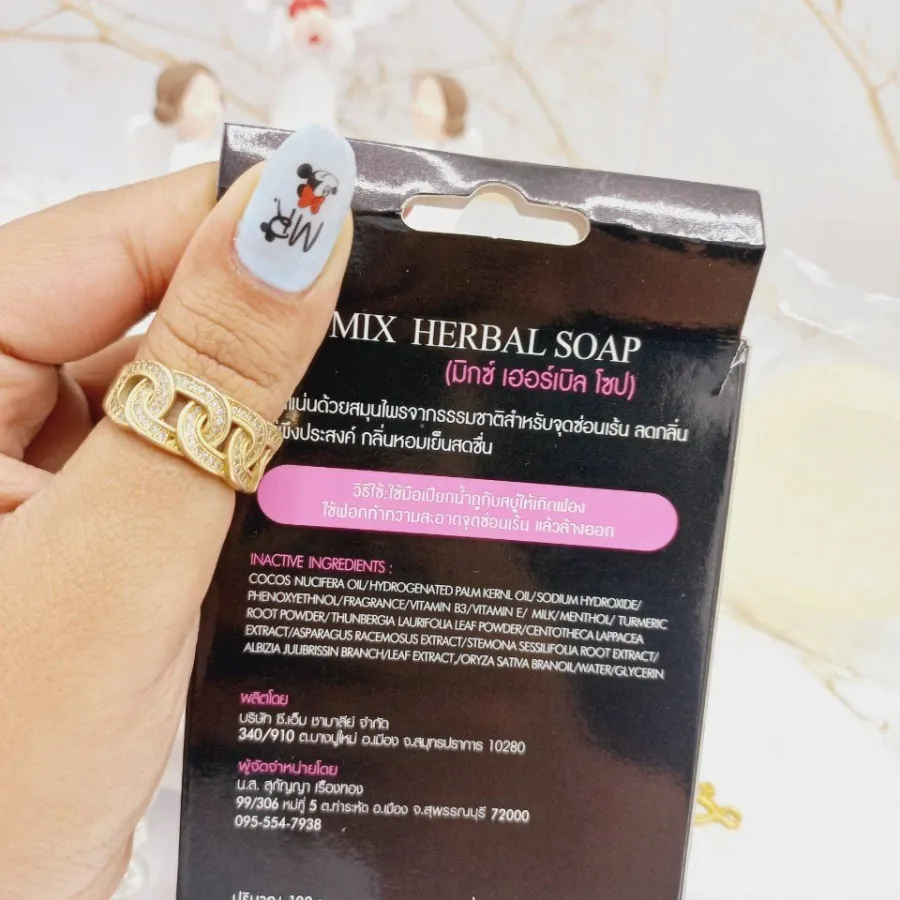 MIX HERBAL SOAP
(มิกซ์ เฮอร์เบิล โซป)
แน่นด้วยสมุนไพรจากธรรมชาติสำหรับจุดซ่อนเร้น ลดกลิ่น
พึงประสงค์ กลิ่นหอมเย็นสดชื่น
วิธีใช้:ใช้มือเปียกน้ำถูกับสบู่ให้เกิดฟอง
ใช้ฟอกทำความสะอาดจุดซ่อนเร้น แล้วล้างออก
INACTIVE INGREDIENTS :
COCOS NUCIFERA OIL/HYDROGENATED PALM KERNL OIL/SODIUM HYDROXIDE/
PHENOXYETHNOL/FRAGRANCE/VITAMIN B3/VITAMIN E/ MILK/MENTHOL/ TURMERIC
ROOT POWDER/ THUNBERGIA LAURIFOLIA LEAF POWDER/CENTOTHECA LAPPACEA
EXTRACT/ASPARAGUS RACEMOSUS EXTRACT/STEMONA SESSILIFOLIA ROOT EXTRACT/
ALBIZIA JULIBRISSIN BRANCH/LEAF EXTRACT,/ORYZA SATIVA BRANOIL/WATER/GLYCERIN
ผลิตโดย
บริษัท ซี.เอ็ม ชามาลีย์ จำกัด
340/910 ต.บางปูใหม่ อ.เมือง จ.สมุทรปราการ 10280
ผู้จัดจำหน่ายโดย
น.ส. สุกัญญา เรืองทอง
99/306 หมู่ที่ 5 ต.ท่าระหัด อ.เมือง จ.สุพรรณบุรี 72000
095-554-7938